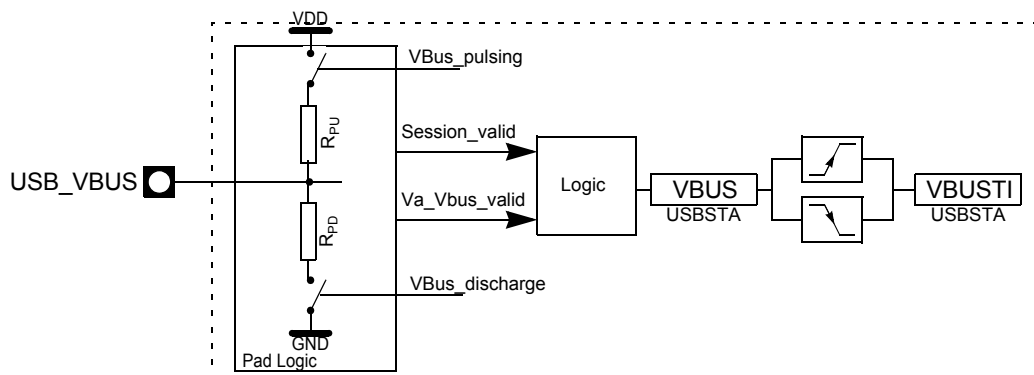 VDD
VBus_pulsing
RPU
Session_valid
USB_VBUS
Logic
VBUS
USBSTA
VBUSTI
USBSTA
Va_Vbus_valid
RPD
VBus_discharge
GND
Pad Logic